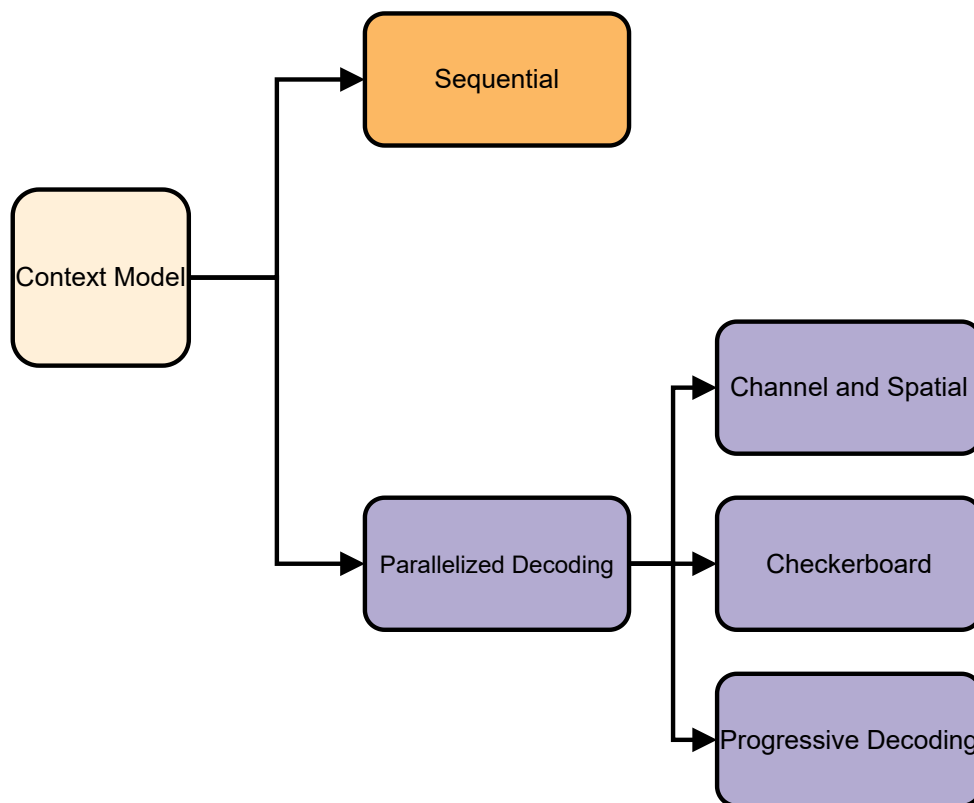 Sequential
Context Model
Channel and Spatial
Parallelized Decoding
Checkerboard
Progressive Decoding